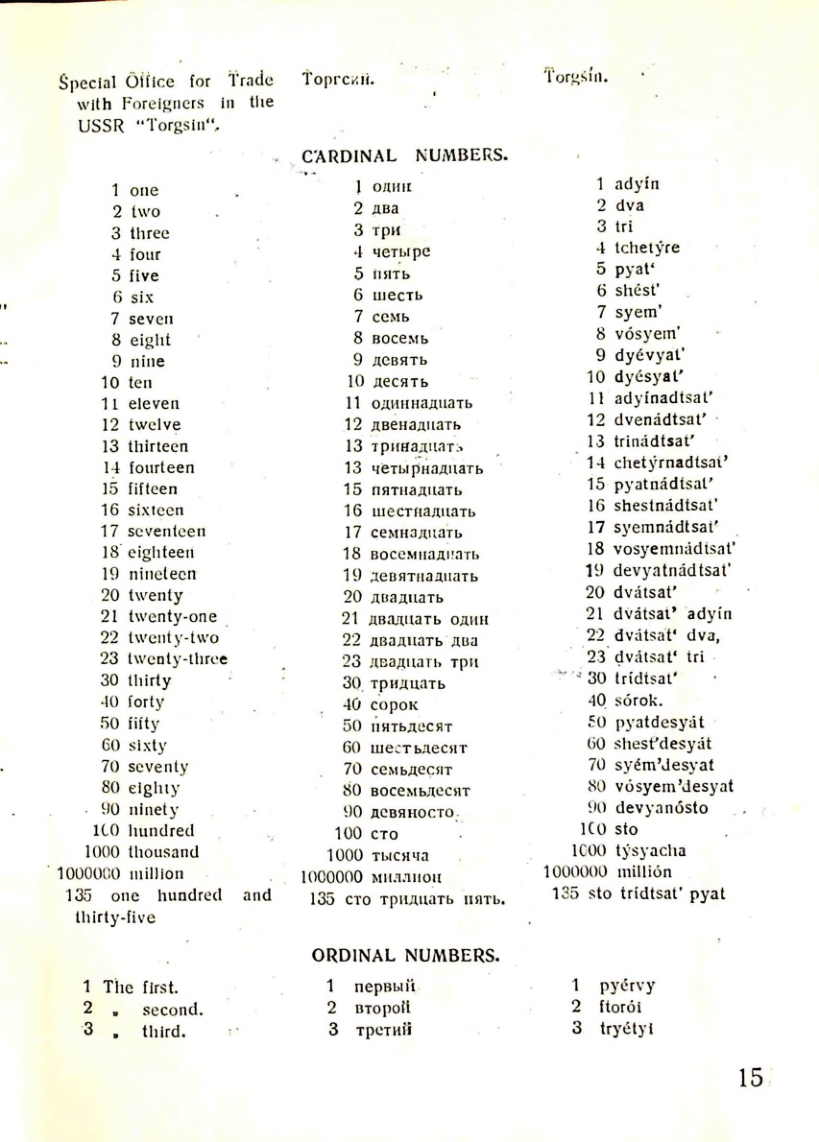 Special Office for Trade Торгсин. Torgsin.
with Foreigners in the
USSR “Torgsin“.
CARDINAL NUMBERS.
1 one 1 один 1 adyín
2 two 2 два 2 dva
3 three 3 три 3 tri
4 four 4 четыре 4 tchetýre
5 five 5 пять 5 pyat‘
6 six 6 шесть 6 shést’
7 seven 7 семь 7 syem’
8 eight 8 восемь 8 vósyem’
9 nine 9 девять 9 dyévyat’
10 ten 10 десять 10 dyésyat’
11 eleven 11 одиннадцать 11 adyínadtsat’
12 twelve 12 двенадцать 12 dvenádtsat’
13 thirteen 13 тринадцать 13 trinádtsat’
14 fourteen 13 четырнадцать 14 chetýrnadtsat’
15 fifteen 15 пятнадцать 15 pyatnádtsat’
16 sixteen 16 шестнадцать 16 shestnádtsat’
17 seventeen 17 семнадцать 17 syemnádtsat’
18 eighteen 18 восемнадцать 18 vosyemnádtsat’
19 nineteen 19 девятнадцать 19 devyatnádtsat’
20 twenty 20 двадцать 20 dvátsat’
21 twenty-one 21 двадцать один 21 dvátsat’ adyín
22 twenty-two 22 двадцать два 22 dvátsat‘ dva,
23 twenty-three 23 двадцать три 23 dvátsat‘ tri
30 thirty 30 тридцать 30 trídtsat’
40 forty 40 сорок 40 sórok.
50 fifty 50 пятьдесят 50 pyatdesyát
60 sixty 60 шестьдесят 60 shest’desyát
70 seventy 70 семьдесят 70 syém’desyat
80 eighty 80 восемьдесят 80 vósyem’desyat
90 ninety 90 девяносто 90 devyanósto
100 hundred 100 сто 100 sto
1000 thousand 1000 тысяча 1000 týsyacha
1000000 million 1000000 миллион 1000000 millión
135 one hundred and 135 сто тридцать пять. 135 sto trídtsat’ pyat
thirty-five
ORDINAL NUMBERS.
1 The first. 1 первый 1 pyérvy
2 „ second. 2 второй 2 ftorói
3 „ third. 3 третий 3 tryétyi
15